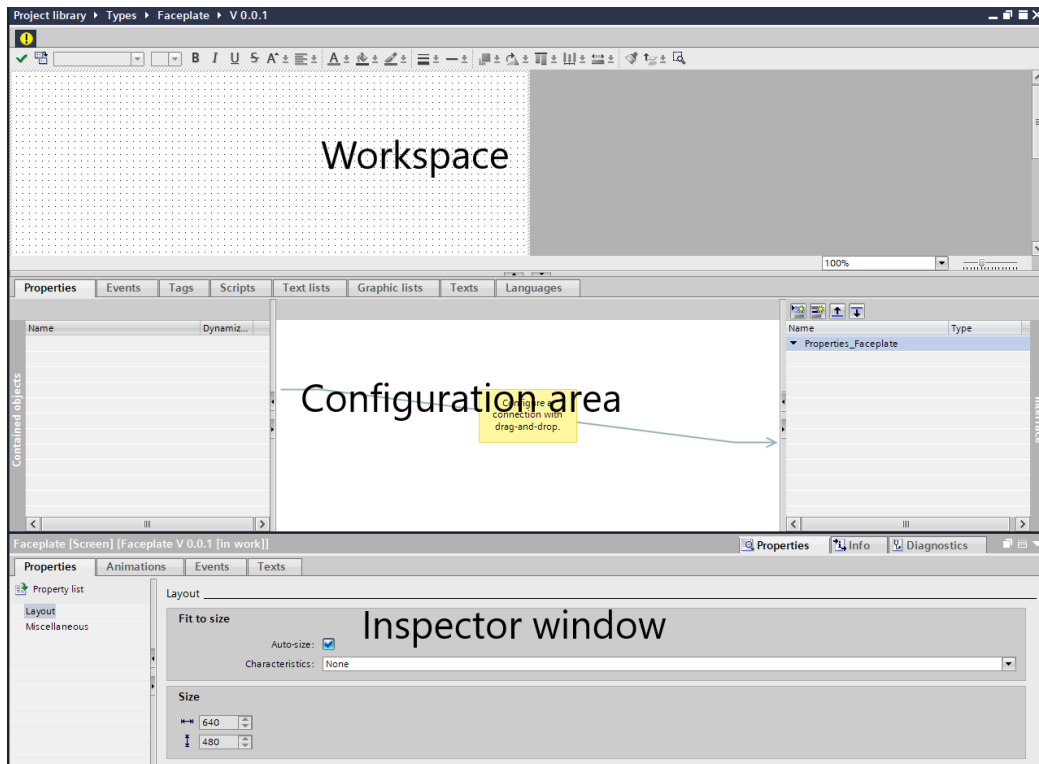 Project library ▸ Types ▸ Faceplate ▸ V 0.0.1
B I U S A
Workspace
100%
Properties Events Tags Scripts Text lists Graphic lists Texts Languages
Name Dynamiz...
Contained objects
Configuration area
connection with
drag-and-drop.
Name Type
Properties_Faceplate
Interface
Faceplate [Screen] [Faceplate V 0.0.1 [in work]]
Properties Info Diagnostics
Properties Animations Events Texts
Property list
Layout
Miscellaneous
Layout
Fit to size
Inspector window
Auto-size:
Characteristics: None
Size
640
480